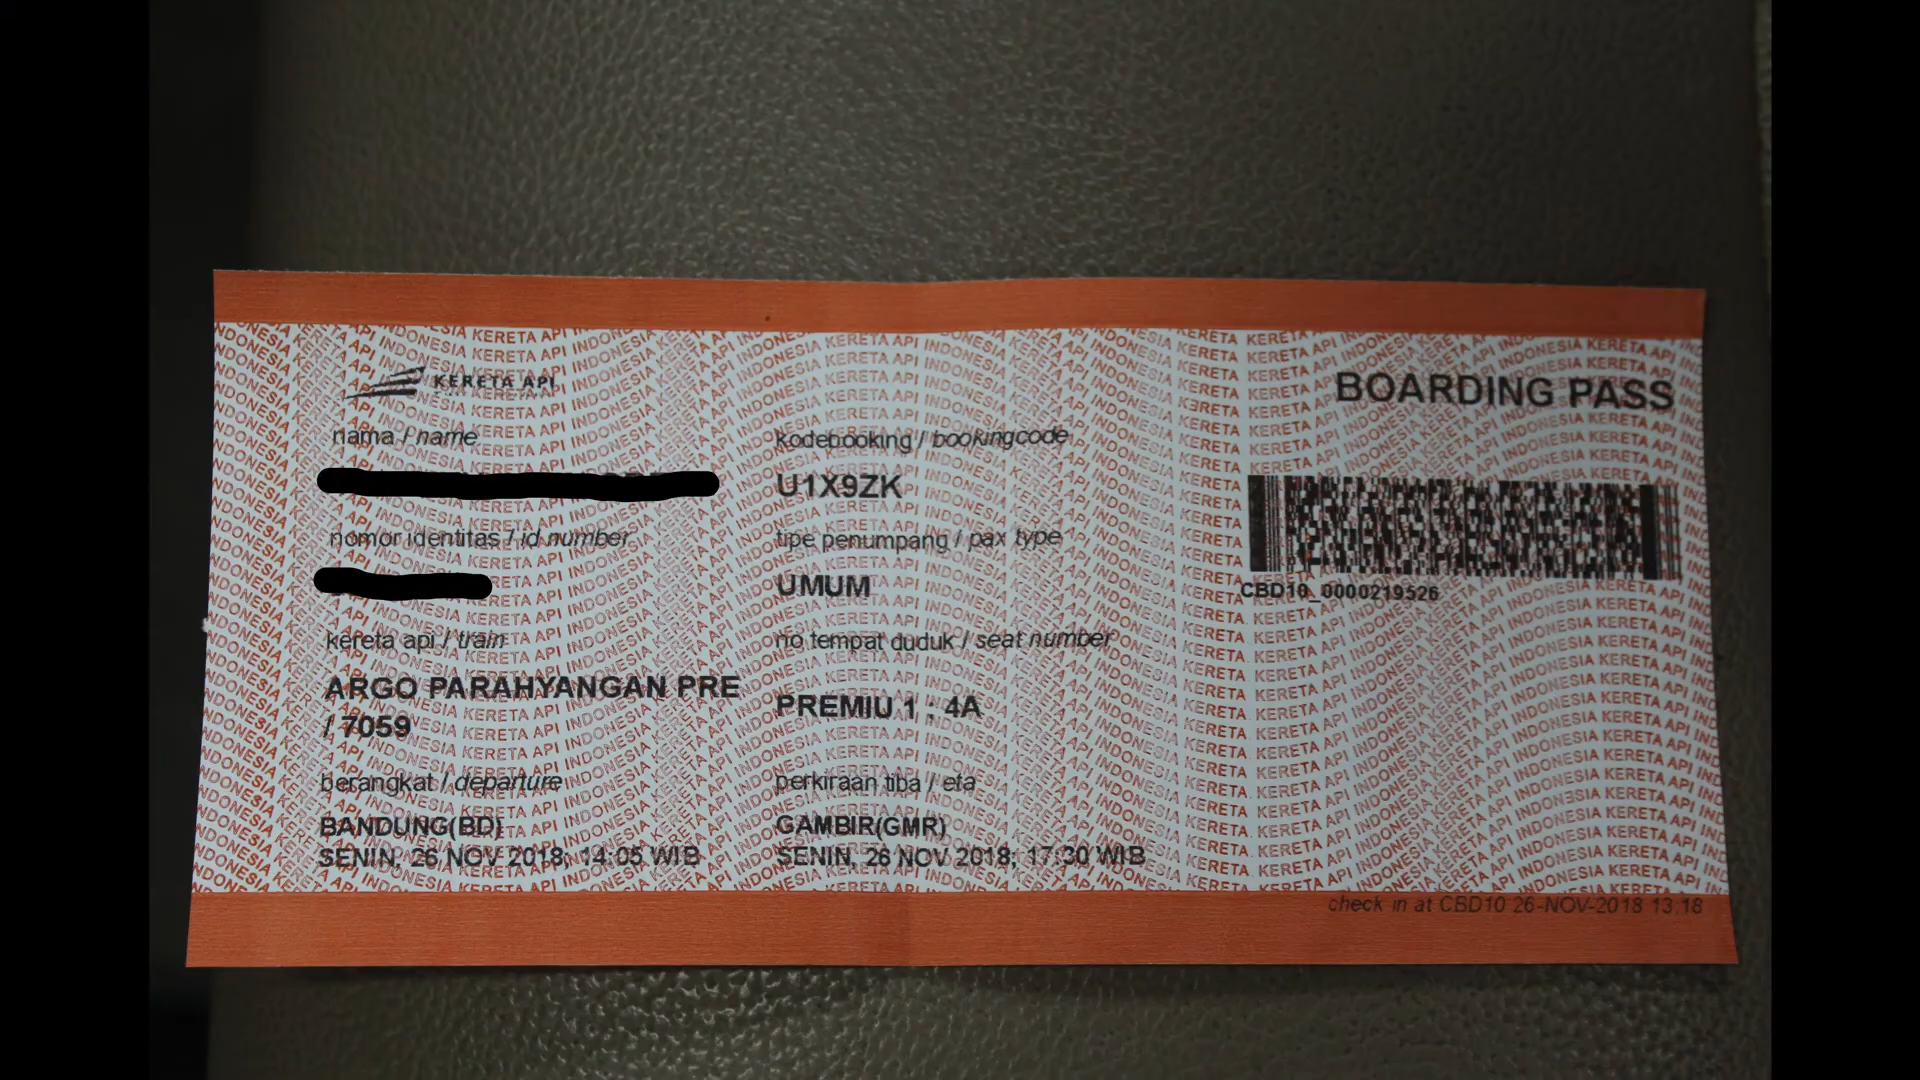 KERETA API
BOARDING PASS
nama / name
kodebooking / bookingcode
U1X9ZK
nomor identitas / id number
tipe penumpang / pax type
UMUM
CBD10_0000219526
kereta api / train
no tempat duduk / seat number
ARGO PARAHYANGAN PRE
/ 7059
PREMIU 1 : 4A
berangkat / departure
perkiraan tiba / eta
BANDUNG(BD)
GAMBIR(GMR)
SENIN, 26 NOV 2018; 14:05 WIB
SENIN, 26 NOV 2018; 17:30 WIB
check in at CBD10 26-NOV-2018 13.18